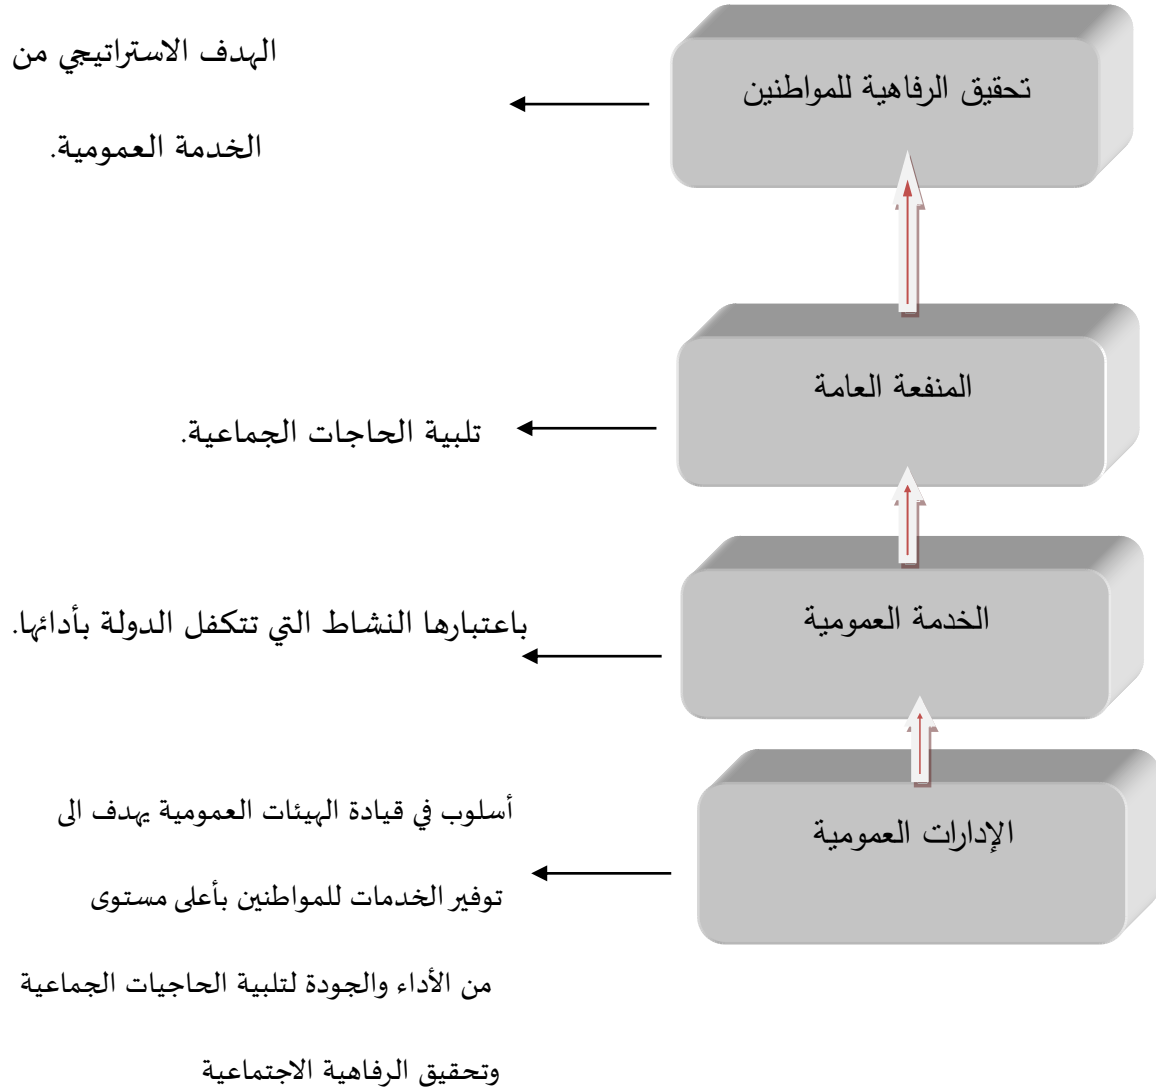 تحقيق الرفاهية للمواطنين
الهدف الاستراتيجي من
الخدمة العمومية.
المنفعة العامة
تلبية الحاجات الجماعية.
الخدمة العمومية
باعتبارها النشاط التي تتكفل الدولة بأدائها.
الإدارات العمومية
أسلوب في قيادة الهيئات العمومية يهدف الى
توفير الخدمات للمواطنين بأعلى مستوى
من الأداء والجودة لتلبية الحاجيات الجماعية
وتحقيق الرفاهية الاجتماعية